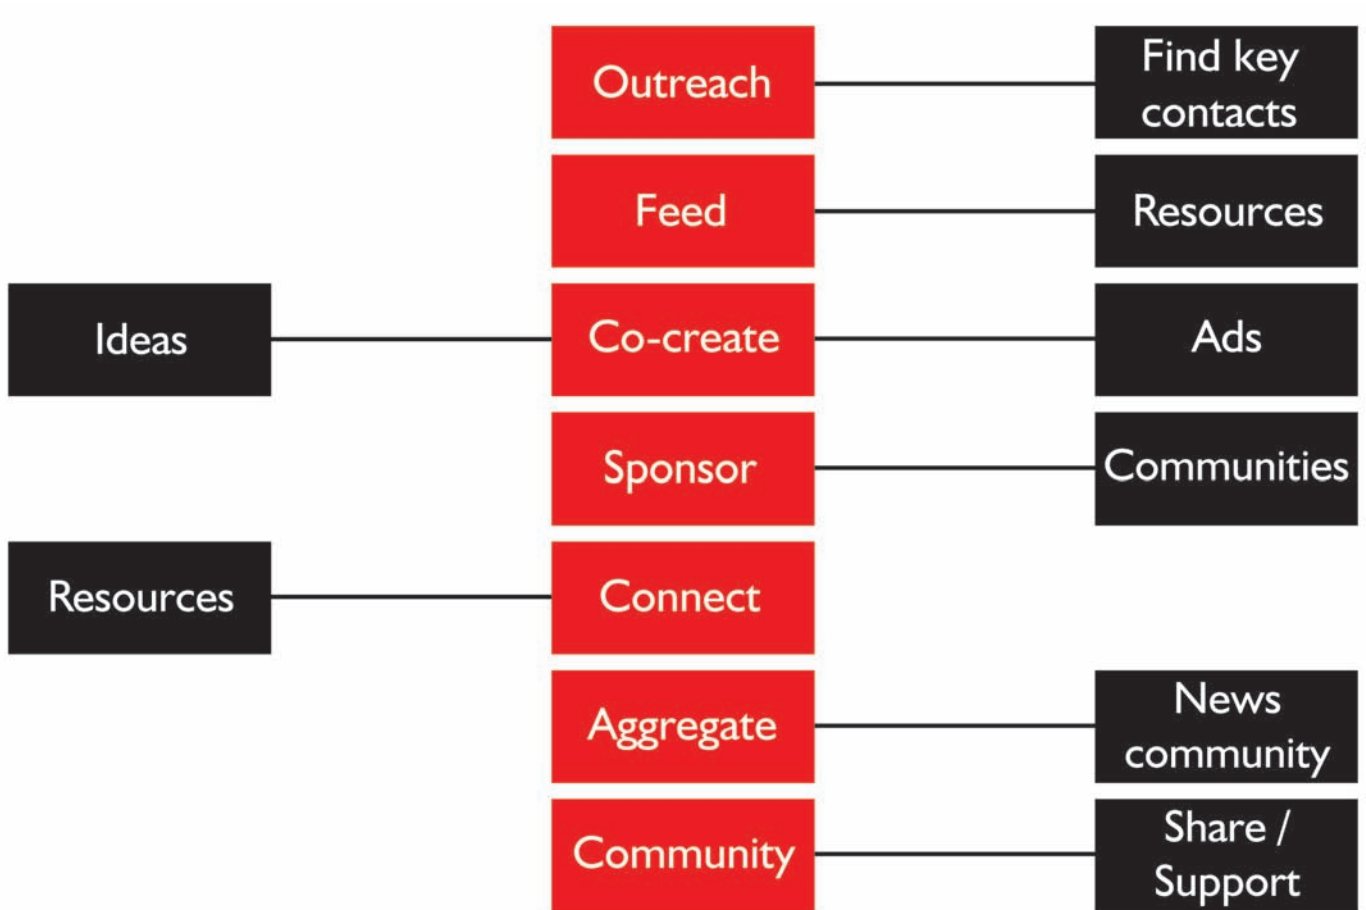 Outreach
Find key
contacts
Feed
Resources
Ideas
Co-create
Ads
Sponsor
Communities
Resources
Connect
Aggregate
News
community
Community
Share /
Support